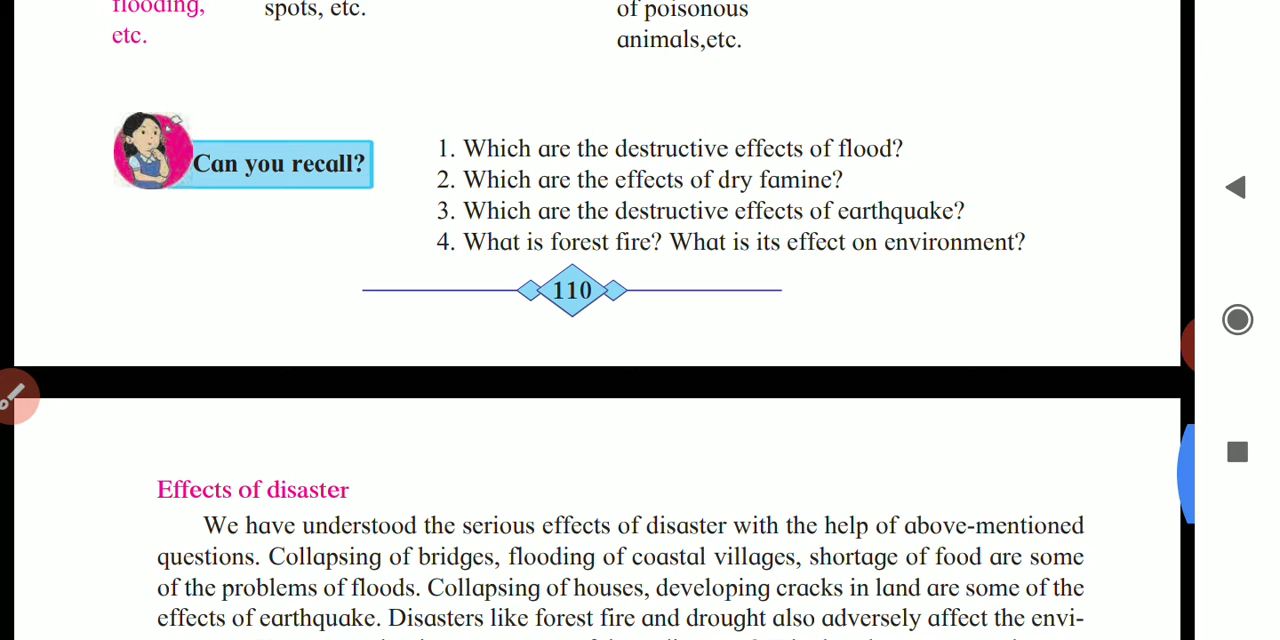 flooding,
etc.
spots, etc.
of poisonous
animals,etc.
Can you recall?
1. Which are the destructive effects of flood?
2. Which are the effects of dry famine?
3. Which are the destructive effects of earthquake?
4. What is forest fire? What is its effect on environment?
110
Effects of disaster
We have understood the serious effects of disaster with the help of above-mentioned
questions. Collapsing of bridges, flooding of coastal villages, shortage of food are some
of the problems of floods. Collapsing of houses, developing cracks in land are some of the
effects of earthquake. Disasters like forest fire and drought also adversely affect the envi-